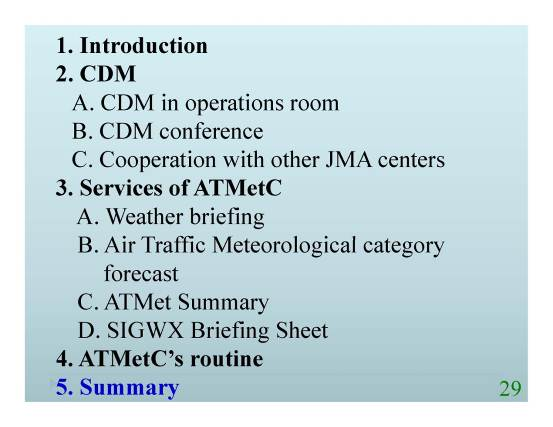 1. Introduction
2. CDM
A. CDM in operations room
B. CDM conference
C. Cooperation with other JMA centers
3. Services of ATMetC
A. Weather briefing
B. Air Traffic Meteorological category
forecast
C. ATMet Summary
D. SIGWX Briefing Sheet
4. ATMetC’s routine
5. Summary
29